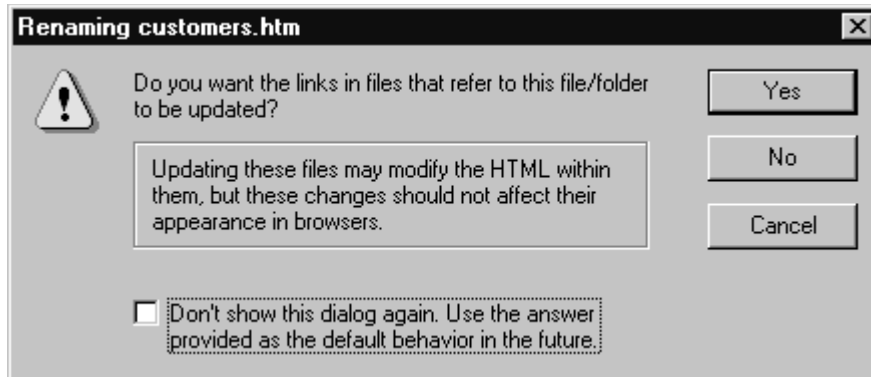 Renaming customers.htm
Do you want the links in files that refer to this file/folder
to be updated?
Yes
Updating these files may modify the HTML within
them, but these changes should not affect their
appearance in browsers.
No
Cancel
Don't show this dialog again. Use the answer
provided as the default behavior in the future.